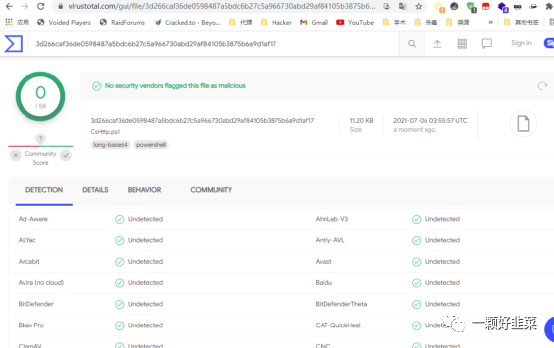 virustotal.com/gui/file/3d266caf36de0598487a5bdc6b27c5a966730abd29af84105b3875b6...
应用 Voided Players RaidForums Cracked.to - Beyo... 代理 Hacker Gmail YouTube 学术 杀毒 溯源 » 其他书签
3d266caf36de0598487a5bdc6b27c5a966730abd29af84105b3875b6a9d1af17
Sign in
0
/ 58
Community
Score
No security vendors flagged this file as malicious
3d266caf36de0598487a5bdc6b27c5a966730abd29af84105b3875b6a9d1af17
CsHttp.ps1
long-base64 powershell
11.20 KB
Size
2021-07-06 03:55:57 UTC
a moment ago
DETECTION DETAILS BEHAVIOR COMMUNITY
Ad-Aware Undetected AhnLab-V3 Undetected
ALYac Undetected Antiy-AVL Undetected
Arcabit Undetected Avast Undetected
Avira (no cloud) Undetected Baidu Undetected
BitDefender Undetected BitDefenderTheta Undetected
Bkav Pro Undetected CAT-QuickHeal Undetected
ClamAV Undetected CMC Undetected
一颗好韭菜